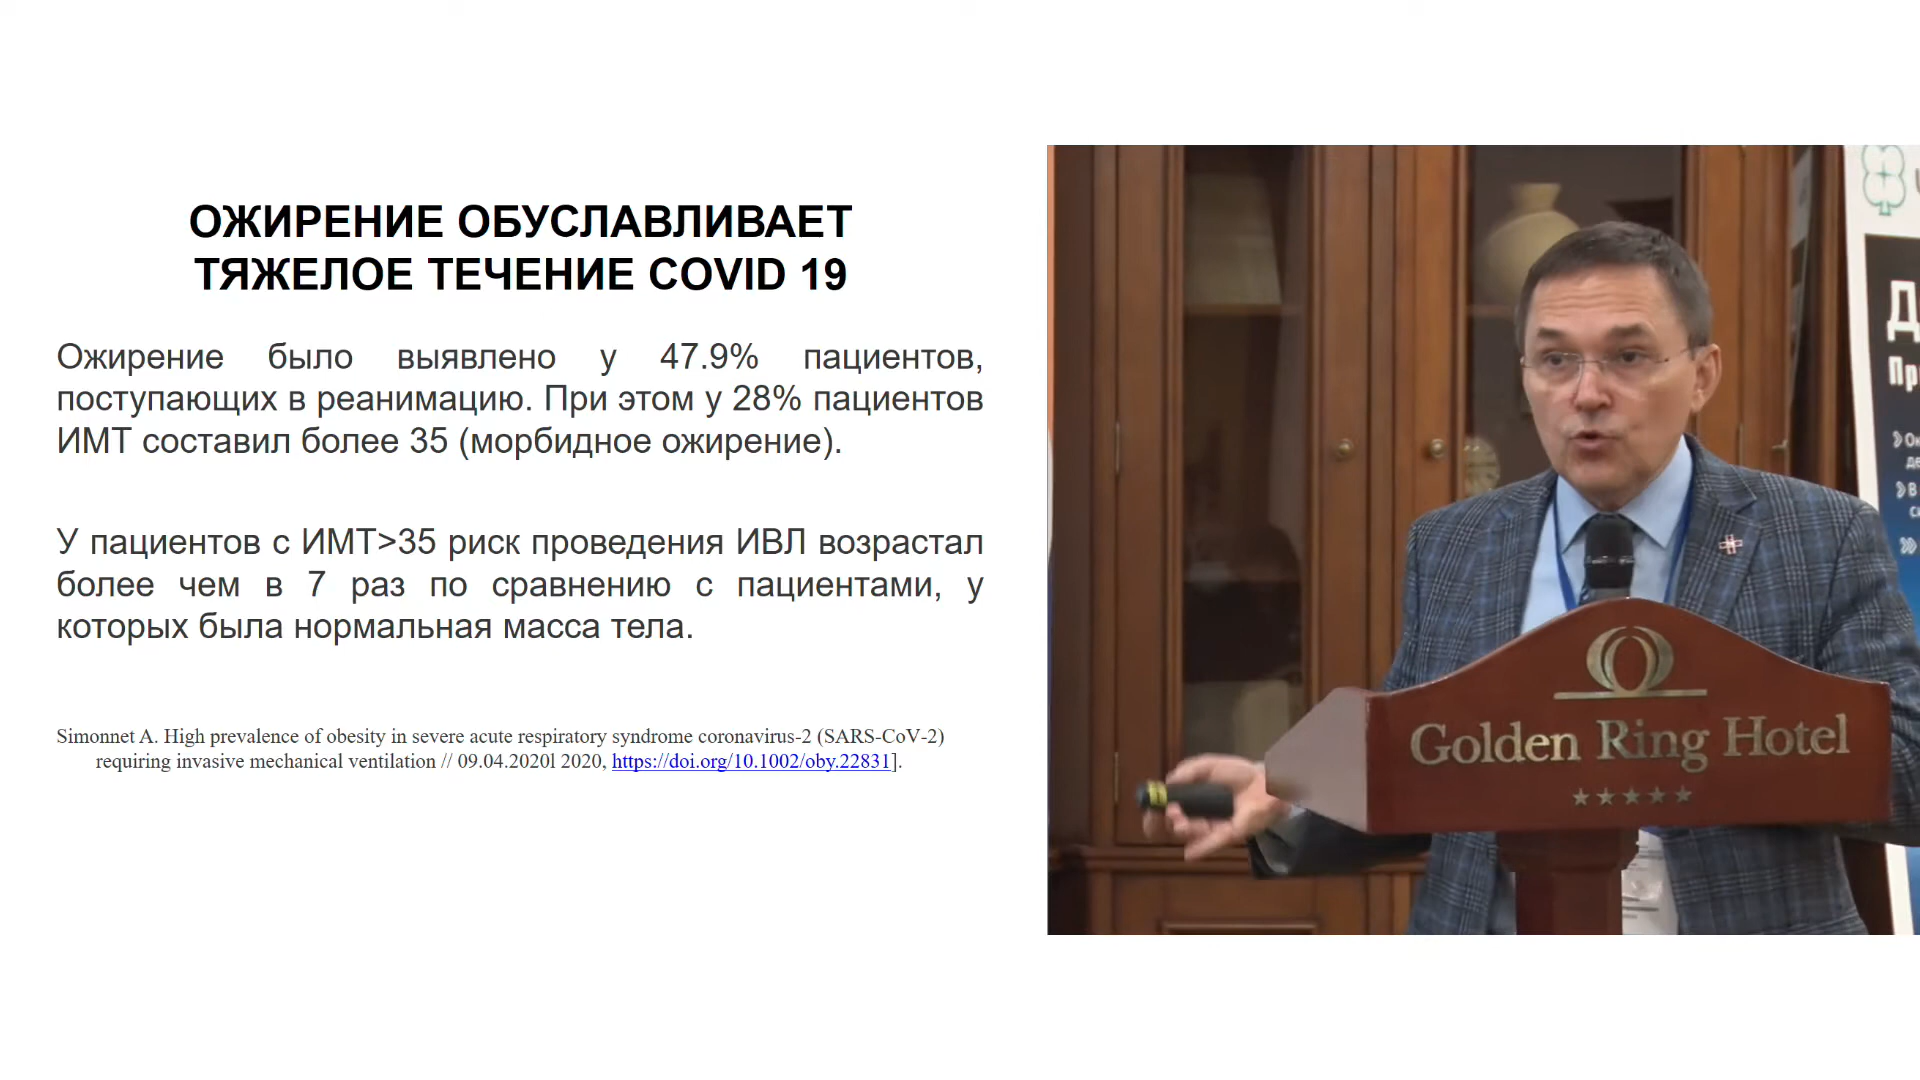 ОЖИРЕНИЕ ОБУСЛАВЛИВАЕТ
ТЯЖЕЛОЕ ТЕЧЕНИЕ COVID 19
Ожирение было выявлено у 47.9% пациентов,
поступающих в реанимацию. При этом у 28% пациентов
ИМТ составил более 35 (морбидное ожирение).
У пациентов с ИМТ>35 риск проведения ИВЛ возрастал
более чем в 7 раз по сравнению с пациентами, у
которых была нормальная масса тела.
Simonnet A. High prevalence of obesity in severe acute respiratory syndrome coronavirus-2 (SARS-CoV-2)
requiring invasive mechanical ventilation // 09.04.2020l 2020, https://doi.org/10.1002/oby.22831].
Golden Ring Hotel